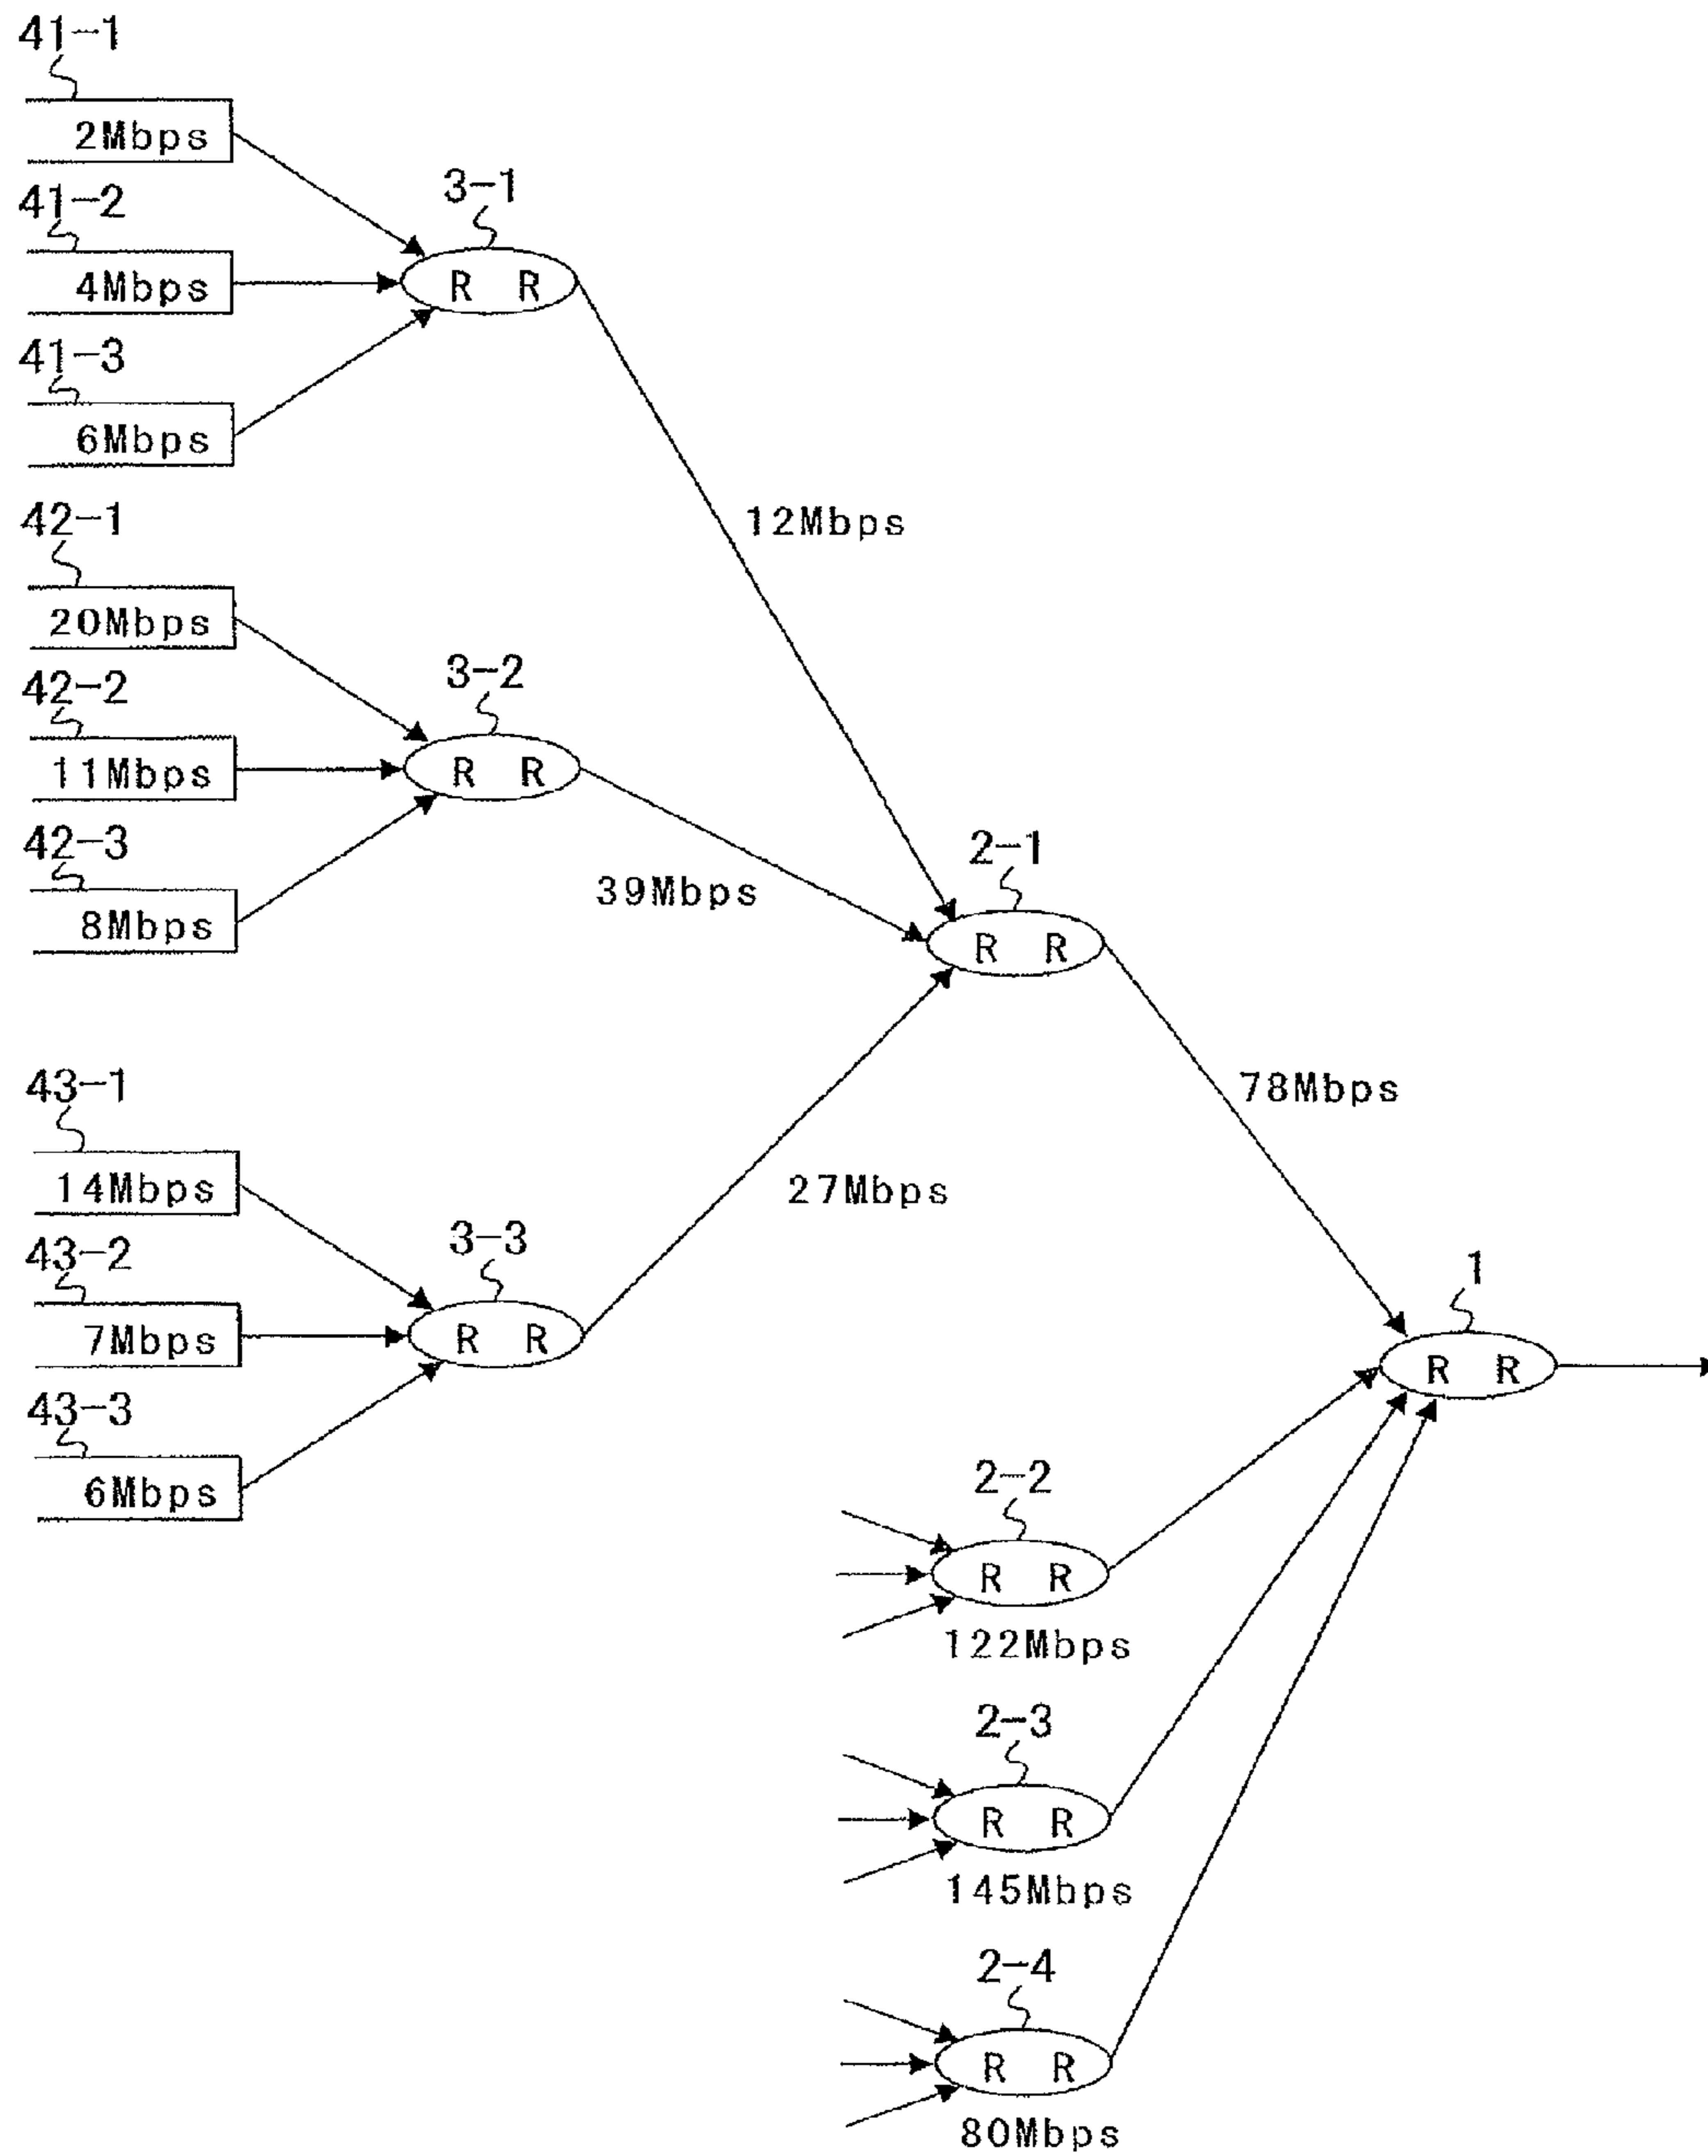 41-1
2Mbps
41-2
3-1
4Mbps
R R
41-3
6Mbps
12Mbps
42-1
20Mbps
42-2
3-2
11Mbps
R R
42-3
2-1
39Mbps
8Mbps
R R
43-1
78Mbps
14Mbps
27Mbps
43-2
3-3
1
7Mbps
R R
R R
43-3
6Mbps
2-2
R R
122Mbps
2-3
R R
145Mbps
2-4
R R
80Mbps